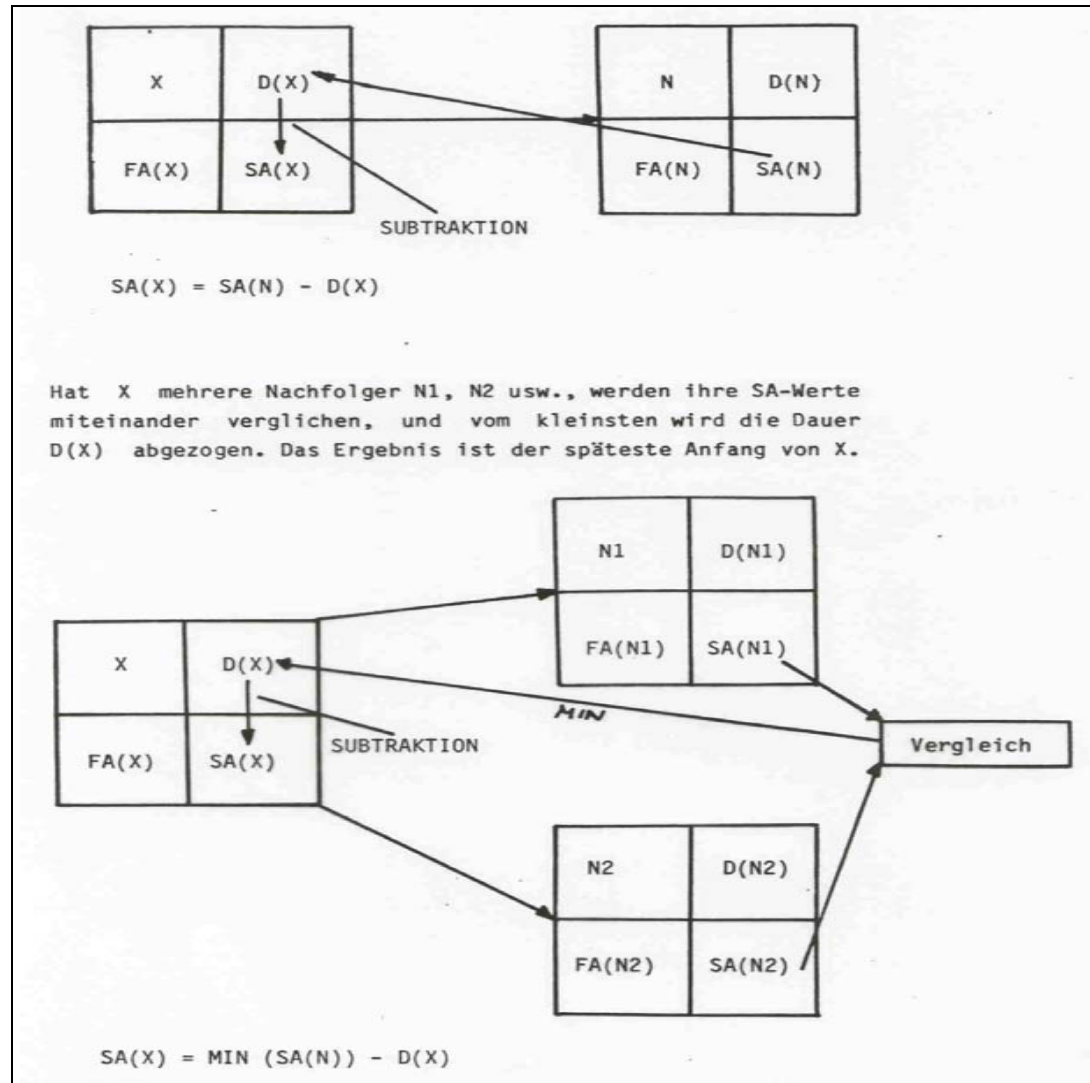 X D(X) N D(N)
FA(X) SA(X) FA(N) SA(N)
SUBTRAKTION
SA(X) = SA(N) - D(X)
Hat X mehrere Nachfolger N1, N2 usw., werden ihre SA-Werte
miteinander verglichen, und vom kleinsten wird die Dauer
D(X) abgezogen. Das Ergebnis ist der späteste Anfang von X.
N1 D(N1)
FA(N1) SA(N1)
X D(X)
MIN
SUBTRAKTION
Vergleich
FA(X) SA(X)
N2 D(N2)
FA(N2) SA(N2)
SA(X) = MIN (SA(N)) - D(X)